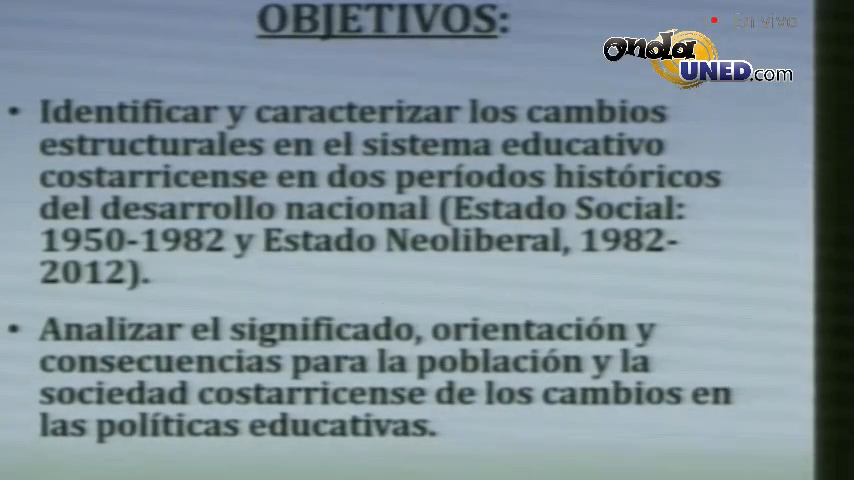 OBJETIVOS:
En vivo
onda
UNED.com
• Identificar y caracterizar los cambios
estructurales en el sistema educativo
costarricense en dos períodos históricos
del desarrollo nacional (Estado Social:
1950-1982 y Estado Neoliberal, 1982-
2012).
• Analizar el significado, orientación y
consecuencias para la población y la
sociedad costarricense de los cambios en
las políticas educativas.